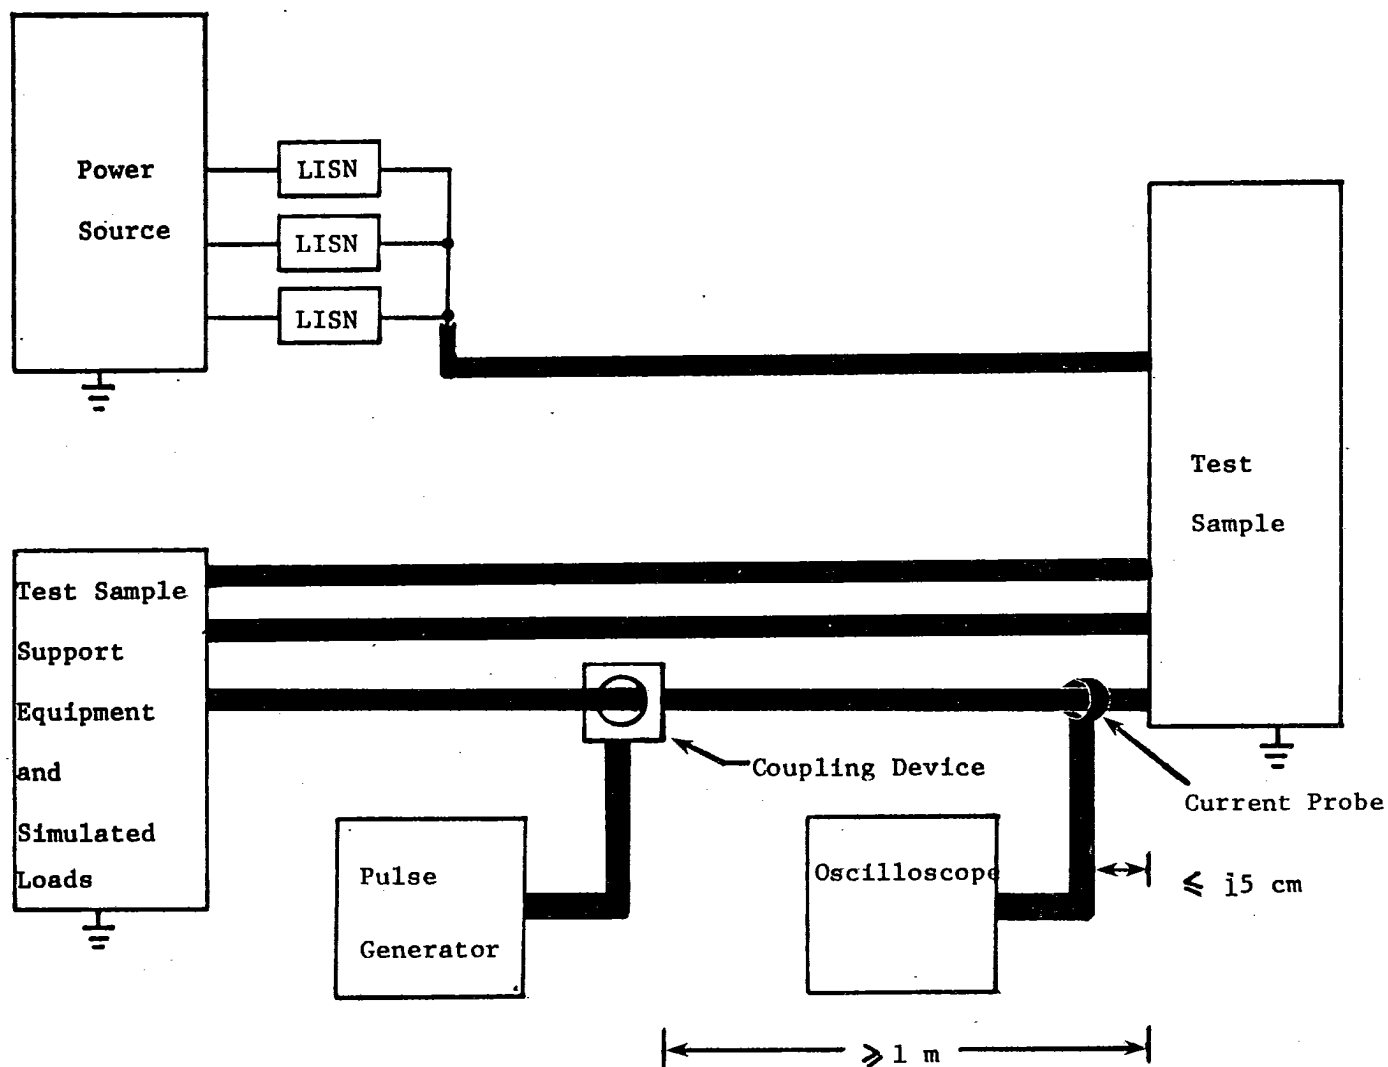 Power
Source
LISN
LISN
LISN
Test
Sample
Test Sample
Support
Equipment
and
Simulated
Loads
Coupling Device
Current Probe
Pulse
Generator
Oscilloscope
≤ j5 cm
≥ 1 m